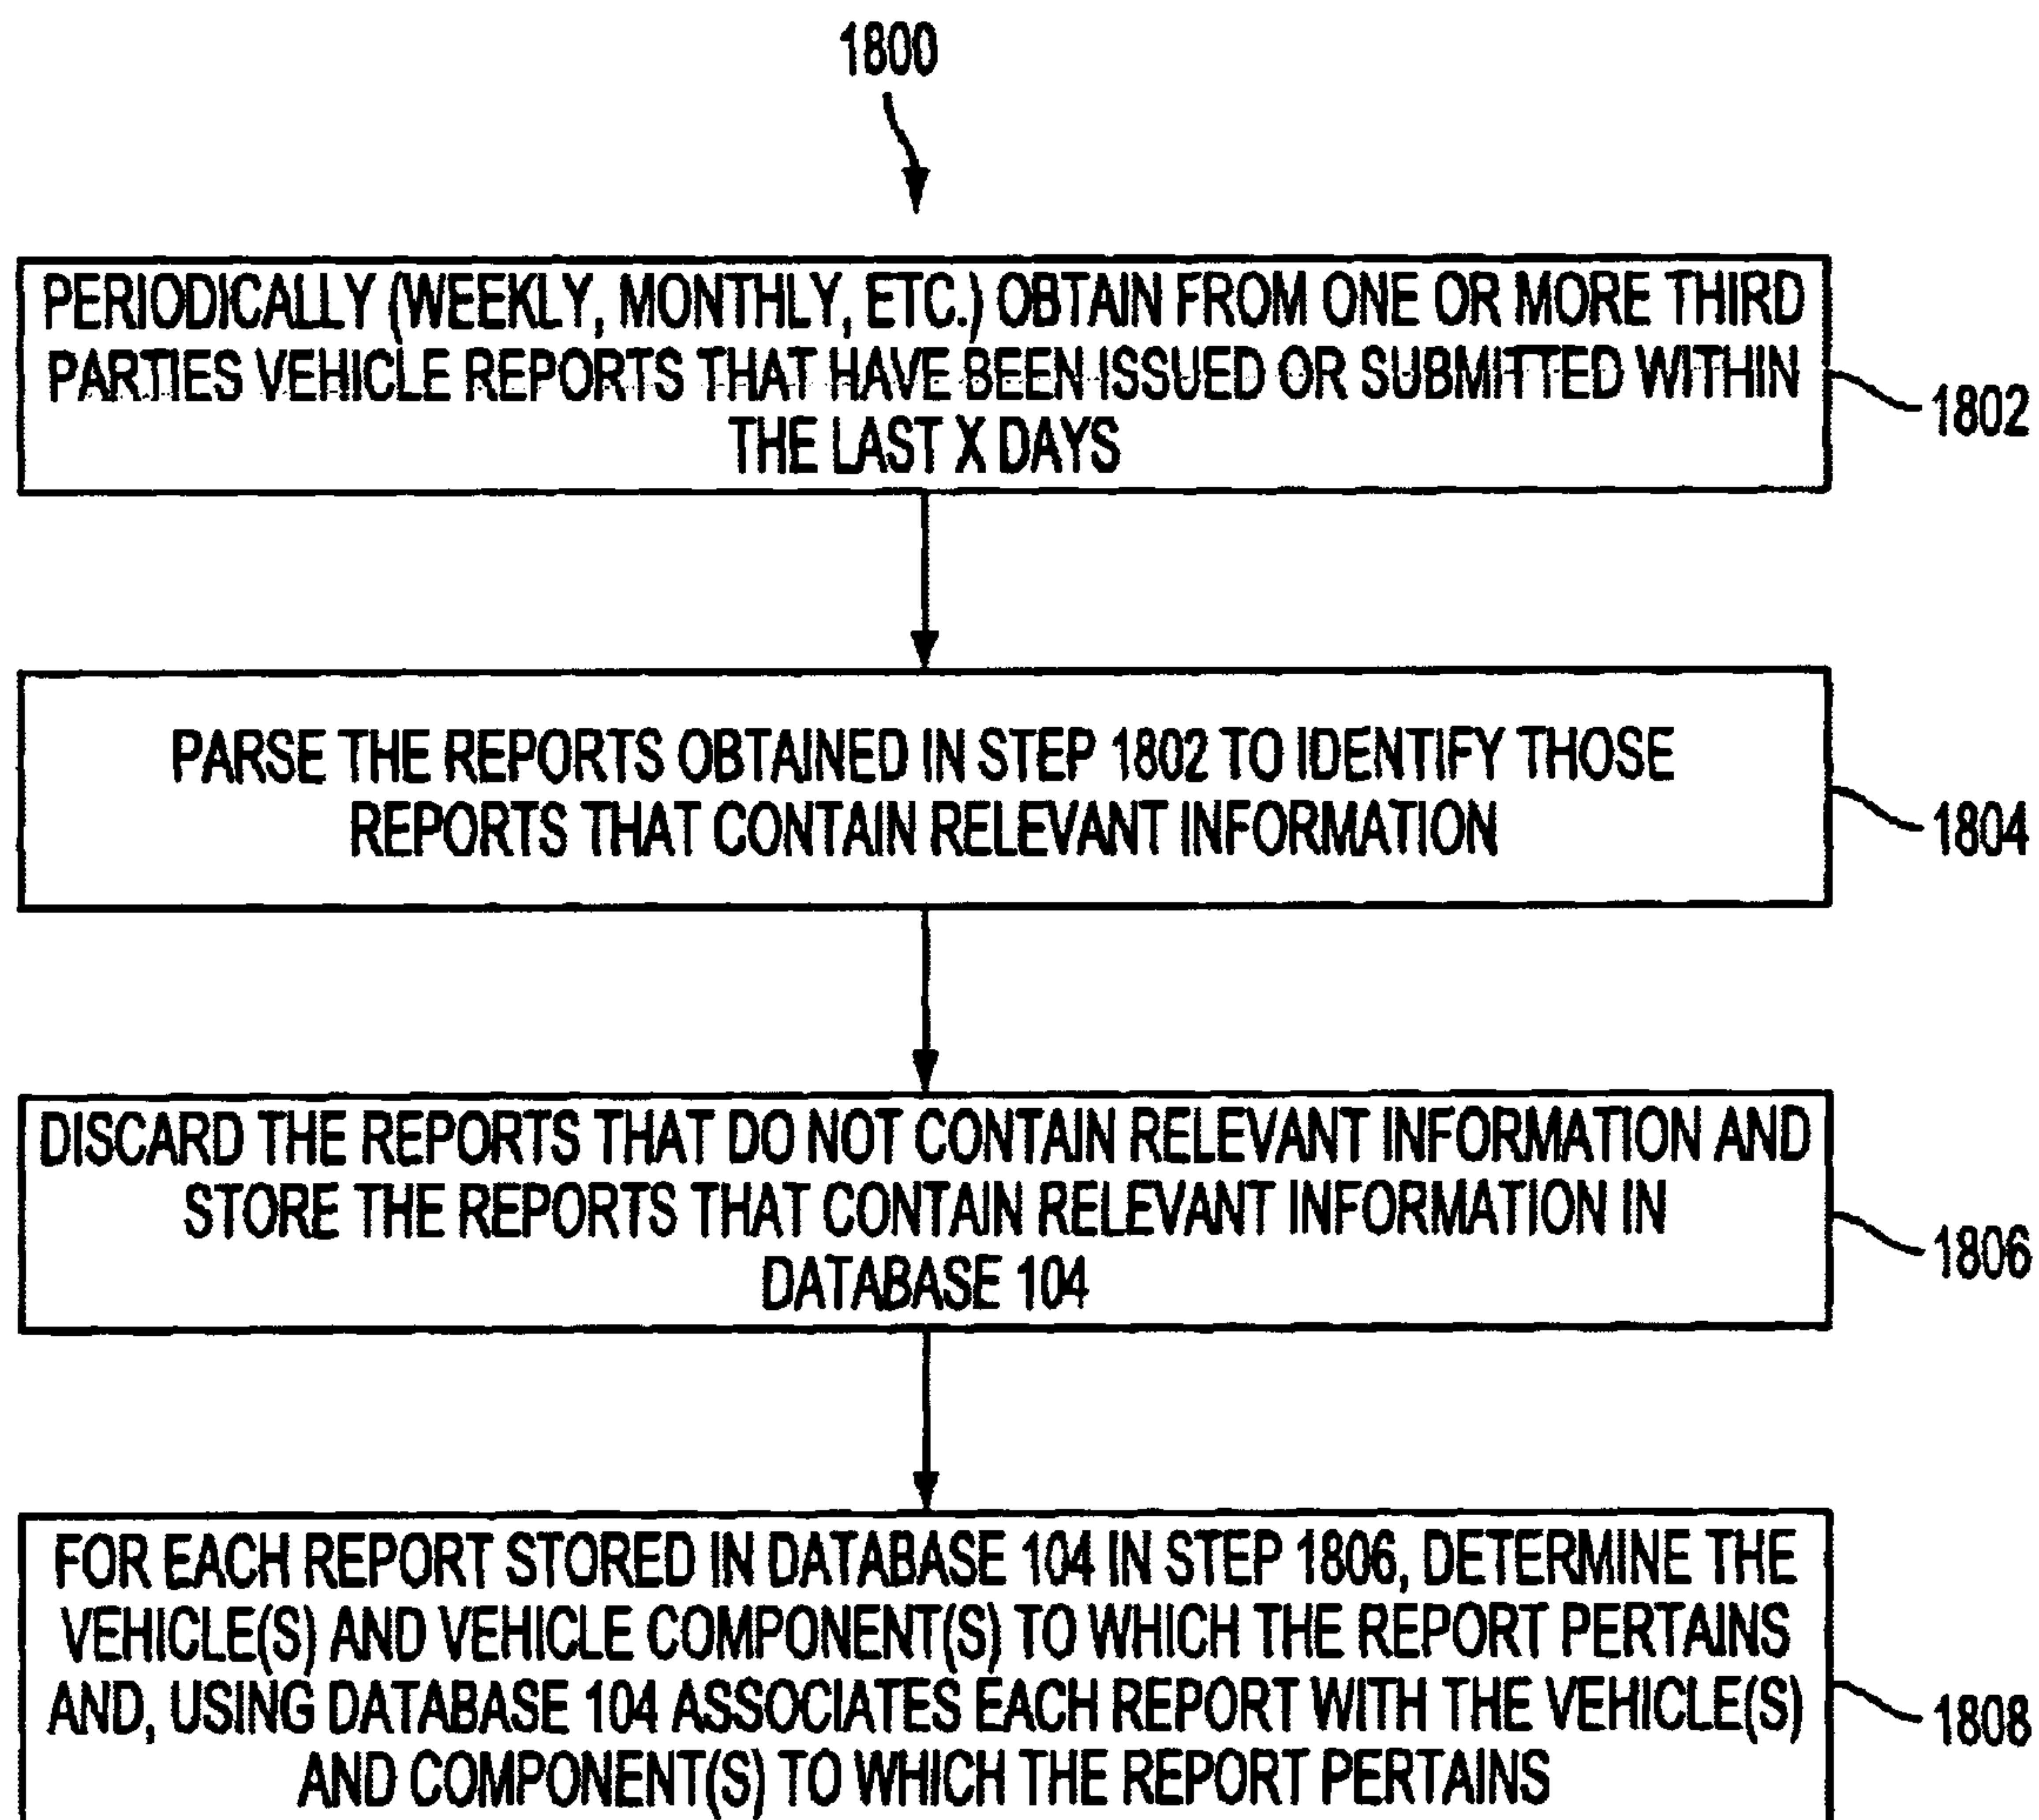 1800
PERIODICALLY (WEEKLY, MONTHLY, ETC.) OBTAIN FROM ONE OR MORE THIRD
PARTIES VEHICLE REPORTS THAT HAVE BEEN ISSUED OR SUBMITTED WITHIN
THE LAST X DAYS
1802
PARSE THE REPORTS OBTAINED IN STEP 1802 TO IDENTIFY THOSE
REPORTS THAT CONTAIN RELEVANT INFORMATION
1804
DISCARD THE REPORTS THAT DO NOT CONTAIN RELEVANT INFORMATION AND
STORE THE REPORTS THAT CONTAIN RELEVANT INFORMATION IN
DATABASE 104
1806
FOR EACH REPORT STORED IN DATABASE 104 IN STEP 1806, DETERMINE THE
VEHICLE(S) AND VEHICLE COMPONENT(S) TO WHICH THE REPORT PERTAINS
AND, USING DATABASE 104 ASSOCIATES EACH REPORT WITH THE VEHICLE(S)
AND COMPONENT(S) TO WHICH THE REPORT PERTAINS
1808